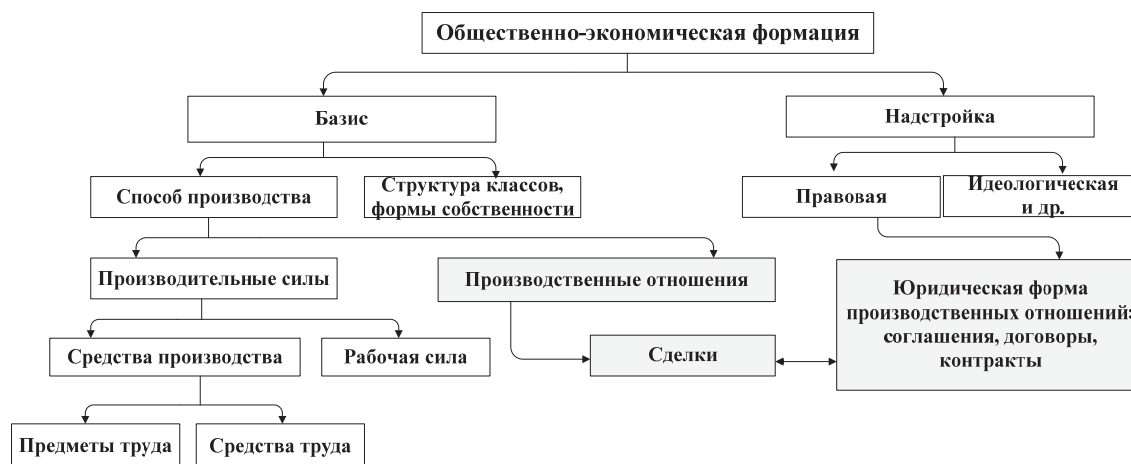 Общественно-экономическая формация
Базис
Надстройка
Способ производства
Структура классов,
формы собственности
Правовая
Идеологическая
и др.
Производительные силы
Производственные отношения
Юридическая форма
производственных отношений:
соглашения, договоры,
контракты
Средства производства
Рабочая сила
Сделки
Предметы труда
Средства труда